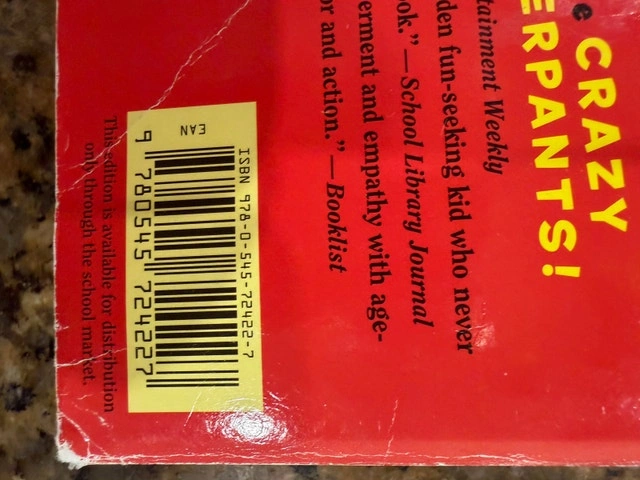 e CRAZY
ERPANTS!
tainment Weekly
den fun-seeking kid who never
ok." —School Library Journal
erment and empathy with age-
or and action." —Booklist
ISBN 978-0-545-72422-7
EAN
9 780545 724227
This edition is available for distribution
only through the school market.